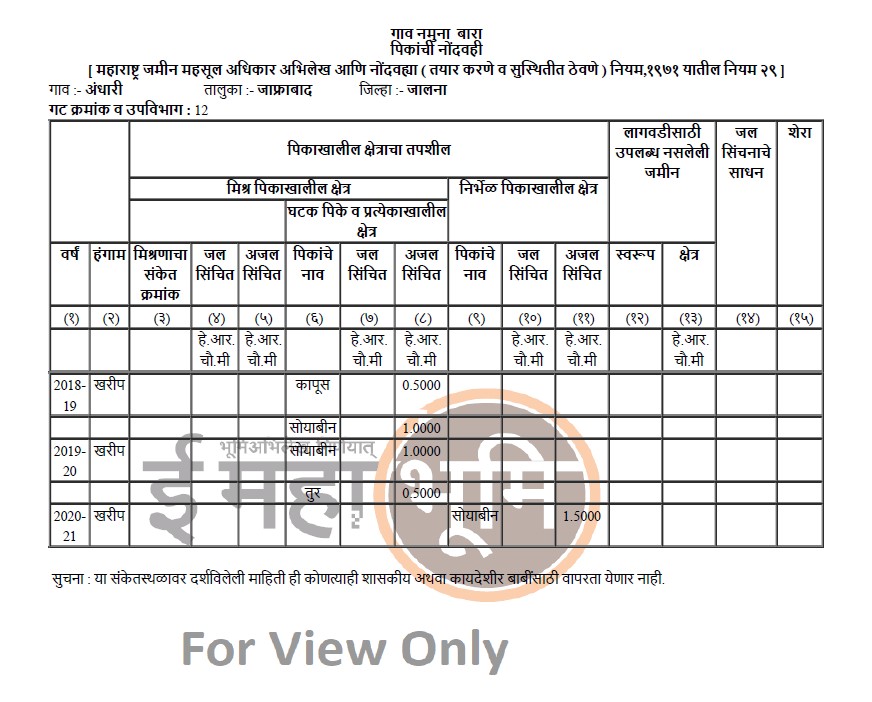 गाव नमुना बारा
पिकांची नोंदवही
[ महाराष्ट्र जमीन महसूल अधिकार अभिलेख आणि नोंदवह्या ( तयार करणे व सुस्थितीत ठेवणे ) नियम,१९७१ यातील नियम २९ ]
गाव :- अंधारी तालुका :- जाफ्राबाद जिल्हा :- जालना
गट क्रमांक व उपविभाग : 12
पिकाखालील क्षेत्राचा तपशील
लागवडीसाठी
उपलब्ध नसलेली
जमीन
जल
सिंचनाचे
साधन
शेरा
मिश्र पिकाखालील क्षेत्र
निर्भेळ पिकाखालील क्षेत्र
घटक पिके व प्रत्येकाखालील
क्षेत्र
वर्षं
हंगाम
मिश्रणाचा
संकेत
क्रमांक
जल
सिंचित
अजल
सिंचित
पिकांचे
नाव
जल
सिंचित
अजल
सिंचित
पिकांचे
नाव
जल
सिंचित
अजल
सिंचित
स्वरूप
क्षेत्र
(१) (२) (३) (४) (५) (६) (७) (८) (९) (१०) (११) (१२) (१३) (१४) (१५)
हे.आर. हे.आर. हे.आर. हे.आर. हे.आर. हे.आर. हे.आर.
चौ.मी चौ.मी चौ.मी चौ.मी चौ.मी चौ.मी चौ.मी
2018- खरीप कापूस 0.5000
19
सोयाबीन 1.0000
2019- खरीप सोयाबीन 1.0000
20
तुर 0.5000
2020- खरीप सोयाबीन 1.5000
21
ई महा भूमि
सुचना : या संकेतस्थळावर दर्शविलेली माहिती ही कोणत्याही शासकीय अथवा कायदेशीर बाबींसाठी वापरता येणार नाही.
For View Only